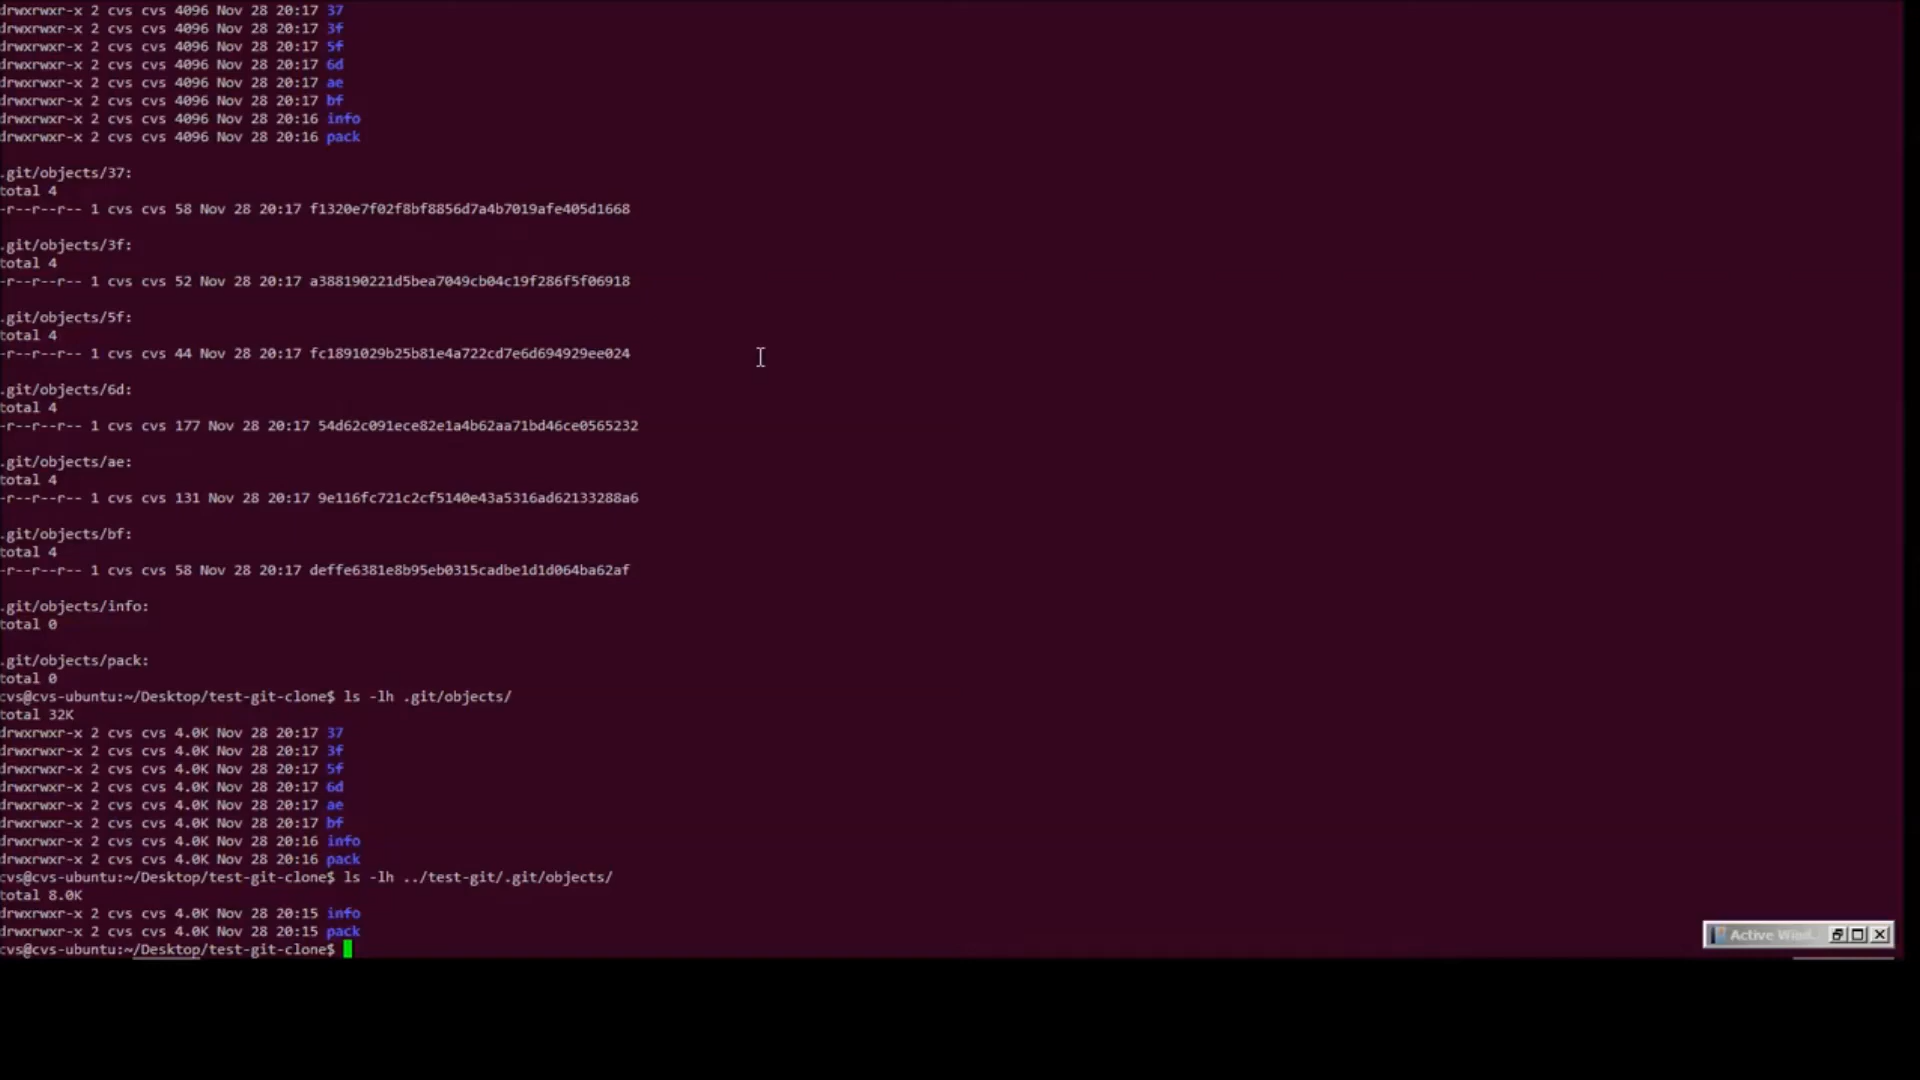 drwxrwxr-x 2 cvs cvs 4096 Nov 28 20:17 37
drwxrwxr-x 2 cvs cvs 4096 Nov 28 20:17 3f
drwxrwxr-x 2 cvs cvs 4096 Nov 28 20:17 5f
drwxrwxr-x 2 cvs cvs 4096 Nov 28 20:17 6d
drwxrwxr-x 2 cvs cvs 4096 Nov 28 20:17 ae
drwxrwxr-x 2 cvs cvs 4096 Nov 28 20:17 bf
drwxrwxr-x 2 cvs cvs 4096 Nov 28 20:16 info
drwxrwxr-x 2 cvs cvs 4096 Nov 28 20:16 pack
.git/objects/37:
total 4
-r--r--r-- 1 cvs cvs 58 Nov 28 20:17 f1320e7f02f8bf8856d7a4b7019afe405d1668
.git/objects/3f:
total 4
-r--r--r-- 1 cvs cvs 52 Nov 28 20:17 a388190221d5bea7049cb04c19f286f5f06918
.git/objects/5f:
total 4
-r--r--r-- 1 cvs cvs 44 Nov 28 20:17 fc1891029b25b81e4a722cd7e6d694929ee024
.git/objects/6d:
total 4
-r--r--r-- 1 cvs cvs 177 Nov 28 20:17 54d62c091ece82e1a4b62aa71bd46ce0565232
.git/objects/ae:
total 4
-r--r--r-- 1 cvs cvs 131 Nov 28 20:17 9e116fc721c2cf5140e43a5316ad62133288a6
.git/objects/bf:
total 4
-r--r--r-- 1 cvs cvs 58 Nov 28 20:17 deffe6381e8b95eb0315cadbe1d1d064ba62af
.git/objects/info:
total 0
.git/objects/pack:
total 0
cvs@cvs-ubuntu:~/Desktop/test-git-clone$ ls -lh .git/objects/
total 32K
drwxrwxr-x 2 cvs cvs 4.0K Nov 28 20:17 37
drwxrwxr-x 2 cvs cvs 4.0K Nov 28 20:17 3f
drwxrwxr-x 2 cvs cvs 4.0K Nov 28 20:17 5f
drwxrwxr-x 2 cvs cvs 4.0K Nov 28 20:17 6d
drwxrwxr-x 2 cvs cvs 4.0K Nov 28 20:17 ae
drwxrwxr-x 2 cvs cvs 4.0K Nov 28 20:17 bf
drwxrwxr-x 2 cvs cvs 4.0K Nov 28 20:16 info
drwxrwxr-x 2 cvs cvs 4.0K Nov 28 20:16 pack
cvs@cvs-ubuntu:~/Desktop/test-git-clone$ ls -lh ../test-git/.git/objects/
total 8.0K
drwxrwxr-x 2 cvs cvs 4.0K Nov 28 20:15 info
drwxrwxr-x 2 cvs cvs 4.0K Nov 28 20:15 pack
cvs@cvs-ubuntu:~/Desktop/test-git-clone$
Active